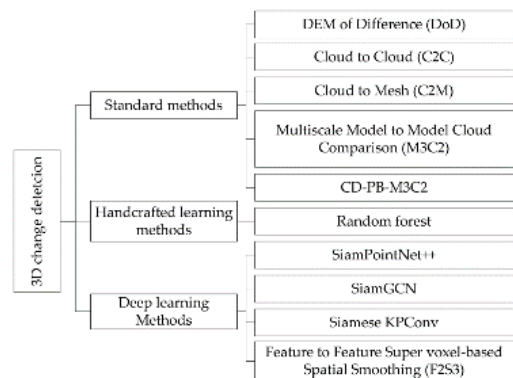 3D change detetcion
Standard methods
Handcrafted learning
methods
Deep learning
Methods
DEM of Difference (DoD)
Cloud to Cloud (C2C)
Cloud to Mesh (C2M)
Multiscale Model to Model Cloud
Comparison (M3C2)
CD-PB-M3C2
Random forest
SiamPointNet++
SiamGCN
Siamese KPConv
Feature to Feature Super voxel-based
Spatial Smoothing (F2S3)